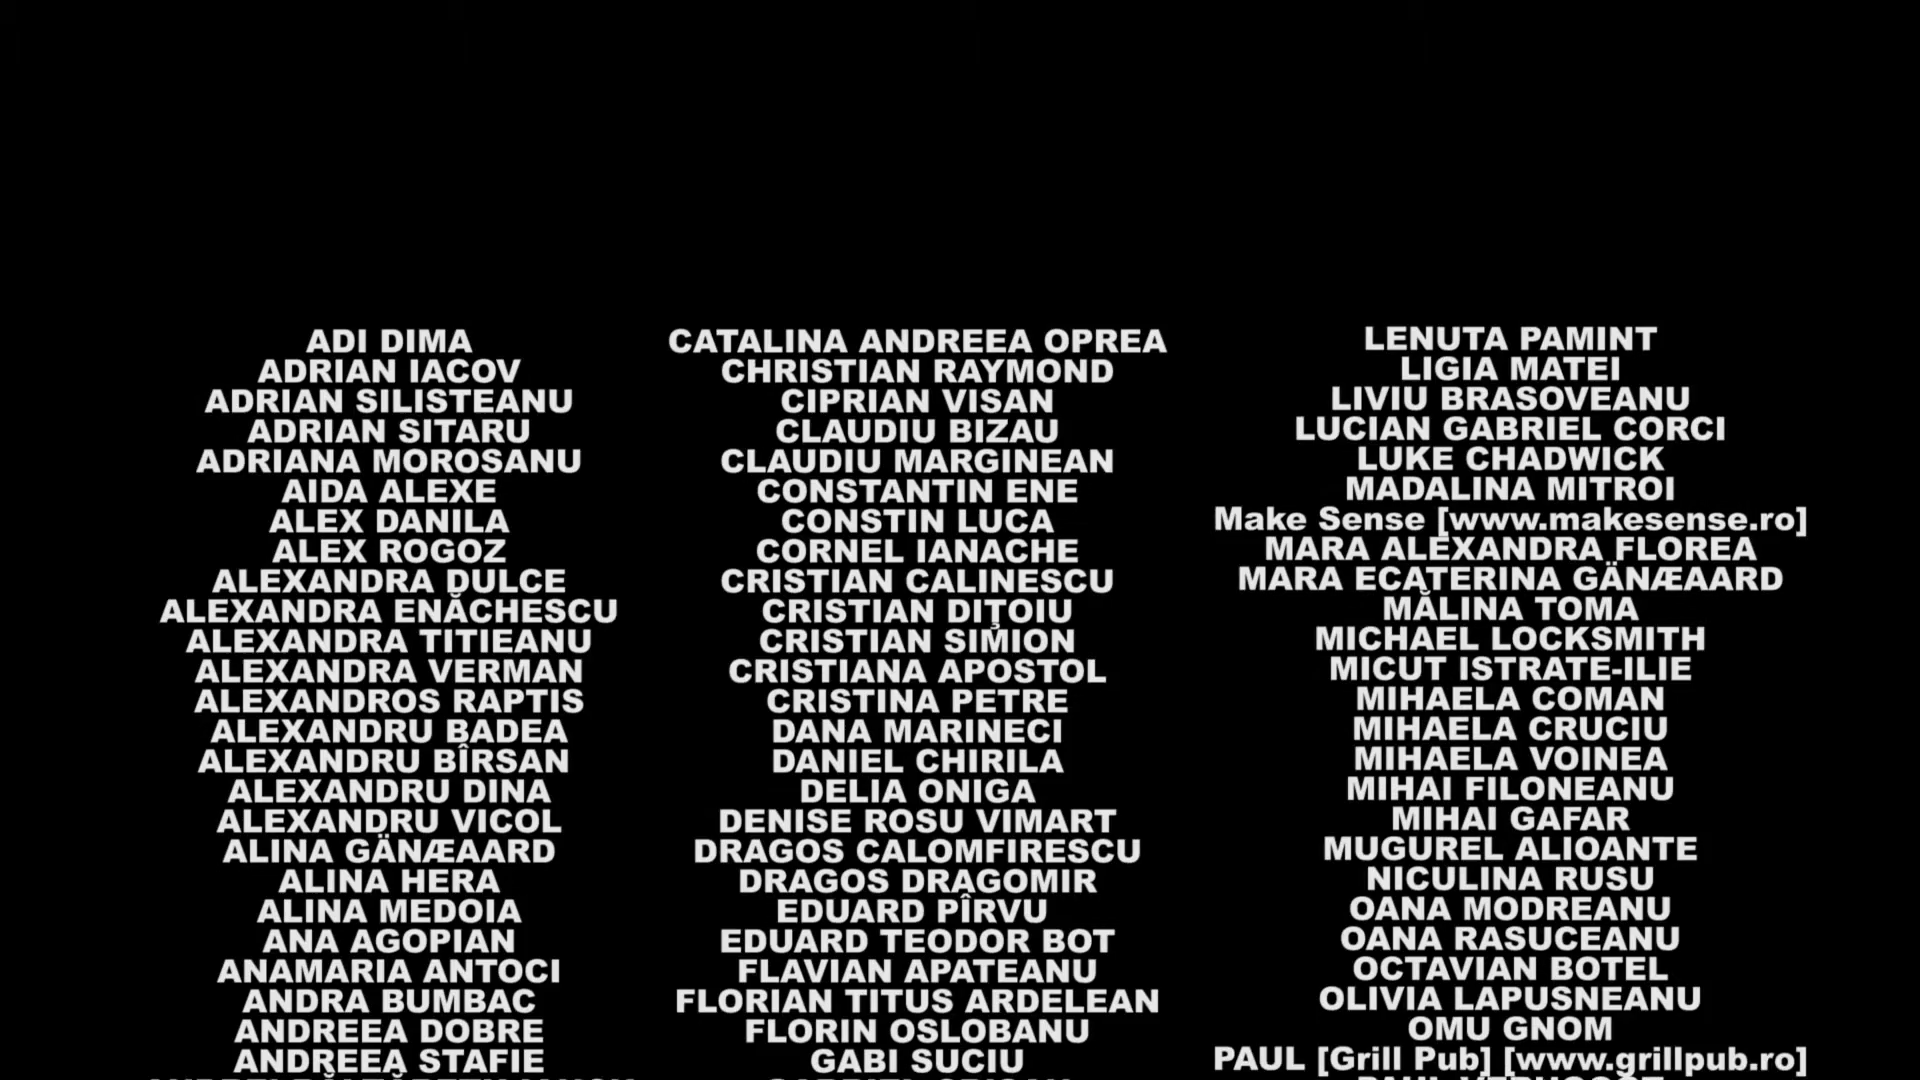 ADI DIMA
ADRIAN IACOV
ADRIAN SILISTEANU
ADRIAN SITARU
ADRIANA MOROSANU
AIDA ALEXE
ALEX DANILA
ALEX ROGOZ
ALEXANDRA DULCE
ALEXANDRA ENĂCHESCU
ALEXANDRA TITIEANU
ALEXANDRA VERMAN
ALEXANDROS RAPTIS
ALEXANDRU BADEA
ALEXANDRU BÎRSAN
ALEXANDRU DINA
ALEXANDRU VICOL
ALINA GÄNÆAARD
ALINA HERA
ALINA MEDOIA
ANA AGOPIAN
ANAMARIA ANTOCI
ANDRA BUMBAC
ANDREEA DOBRE
ANDREEA STAFIE
CATALINA ANDREEA OPREA
CHRISTIAN RAYMOND
CIPRIAN VISAN
CLAUDIU BIZAU
CLAUDIU MARGINEAN
CONSTANTIN ENE
CONSTIN LUCA
CORNEL IANACHE
CRISTIAN CALINESCU
CRISTIAN DIŢOIU
CRISTIAN SIMION
CRISTIANA APOSTOL
CRISTINA PETRE
DANA MARINECI
DANIEL CHIRILA
DELIA ONIGA
DENISE ROSU VIMART
DRAGOS CALOMFIRESCU
DRAGOS DRAGOMIR
EDUARD PÎRVU
EDUARD TEODOR BOT
FLAVIAN APATEANU
FLORIAN TITUS ARDELEAN
FLORIN OSLOBANU
GABI SUCIU
LENUTA PAMINT
LIGIA MATEI
LIVIU BRASOVEANU
LUCIAN GABRIEL CORCI
LUKE CHADWICK
MADALINA MITROI
Make Sense [www.makesense.ro]
MARA ALEXANDRA FLOREA
MARA ECATERINA GÄNÆAARD
MĂLINA TOMA
MICHAEL LOCKSMITH
MICUT ISTRATE-ILIE
MIHAELA COMAN
MIHAELA CRUCIU
MIHAELA VOINEA
MIHAI FILONEANU
MIHAI GAFAR
MUGUREL ALIOANTE
NICULINA RUSU
OANA MODREANU
OANA RASUCEANU
OCTAVIAN BOTEL
OLIVIA LAPUSNEANU
OMU GNOM
PAUL [Grill Pub] [www.grillpub.ro]